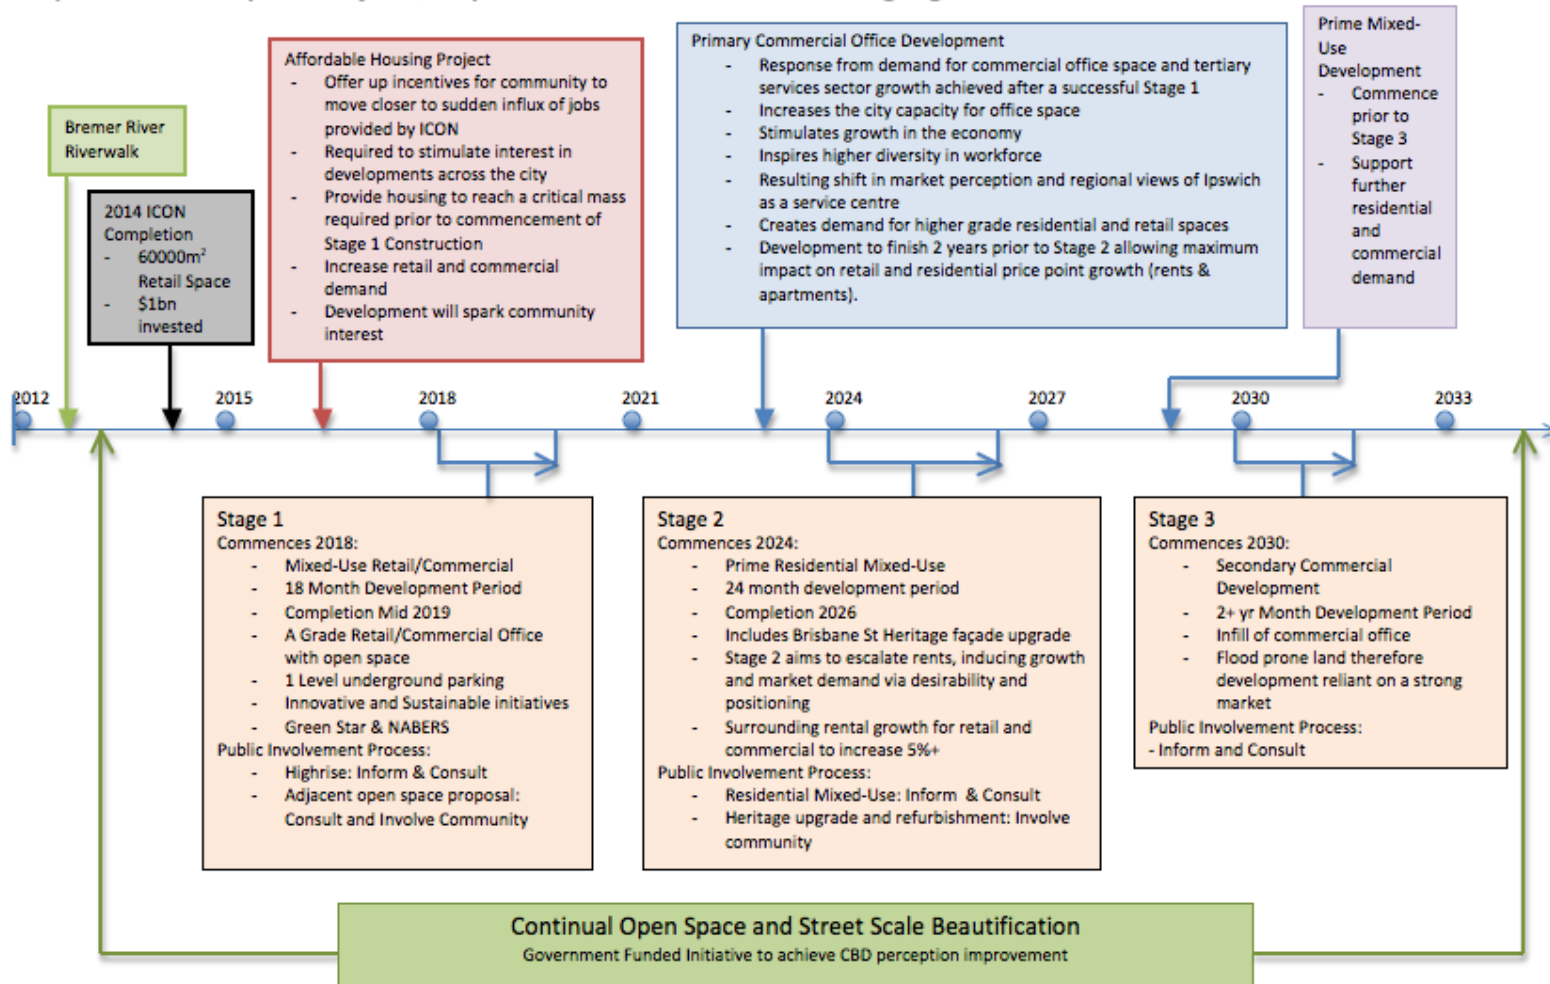 Bremer River
Riverwalk
2014 ICON
Completion
- 60000m²
Retail Space
- $1bn
invested
Affordable Housing Project
- Offer up incentives for community to
move closer to sudden influx of jobs
provided by ICON
- Required to stimulate interest in
developments across the city
- Provide housing to reach a critical mass
required prior to commencement of
Stage 1 Construction
- Increase retail and commercial
demand
- Development will spark community
interest
Primary Commercial Office Development
- Response from demand for commercial office space and tertiary
services sector growth achieved after a successful Stage 1
- Increases the city capacity for office space
- Stimulates growth in the economy
- Inspires higher diversity in workforce
- Resulting shift in market perception and regional views of Ipswich
as a service centre
- Creates demand for higher grade residential and retail spaces
- Development to finish 2 years prior to Stage 2 allowing maximum
impact on retail and residential price point growth (rents &
apartments).
Prime Mixed-
Use
Development
- Commence
prior to
Stage 3
- Support
further
residential
and
commercial
demand
2012 2015 2018 2021 2024 2027 2030 2033
Stage 1
Commences 2018:
- Mixed-Use Retail/Commercial
- 18 Month Development Period
- Completion Mid 2019
- A Grade Retail/Commercial Office
with open space
- 1 Level underground parking
- Innovative and Sustainable initiatives
- Green Star & NABERS
Public Involvement Process:
- Highrise: Inform & Consult
- Adjacent open space proposal:
Consult and Involve Community
Stage 2
Commences 2024:
- Prime Residential Mixed-Use
- 24 month development period
- Completion 2026
- Includes Brisbane St Heritage façade upgrade
- Stage 2 aims to escalate rents, inducing growth
and market demand via desirability and
positioning
- Surrounding rental growth for retail and
commercial to increase 5%+
Public Involvement Process:
- Residential Mixed-Use: Inform & Consult
- Heritage upgrade and refurbishment: Involve
community
Stage 3
Commences 2030:
- Secondary Commercial
Development
- 2+ yr Month Development Period
- Infill of commercial office
- Flood prone land therefore
development reliant on a strong
market
Public Involvement Process:
- Inform and Consult
Continual Open Space and Street Scale Beautification
Government Funded Initiative to achieve CBD perception improvement